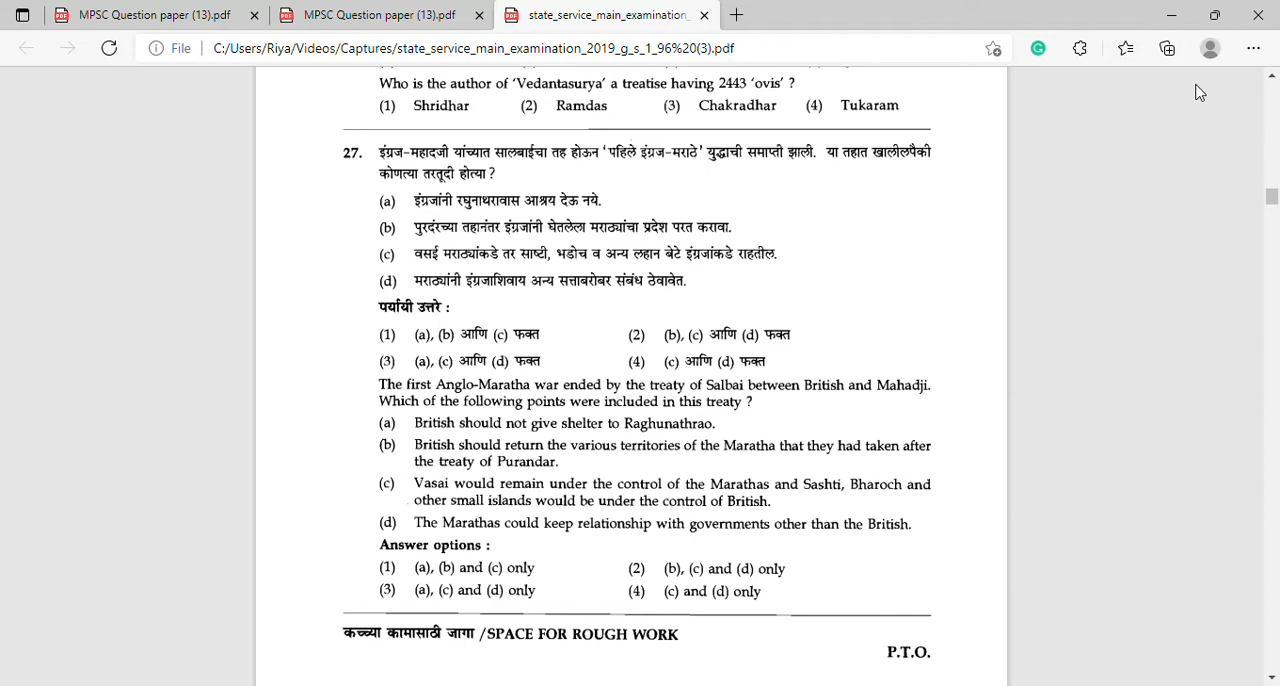 MPSC Question paper (13).pdf
MPSC Question paper (13).pdf
state_service_main_examination_
File C:/Users/Riya/Videos/Captures/state_service_main_examination_2019_g_s_1_96%20(3).pdf
Who is the author of 'Vedantasurya' a treatise having 2443 'ovis' ?
(1) Shridhar (2) Ramdas (3) Chakradhar (4) Tukaram
27. इंग्रज-महादजी यांच्यात सालबाईचा तह होऊन 'पहिले इंग्रज-मराठे' युद्धाची समाप्ती झाली. या तहात खालीलपैकी
कोणत्या तरतूदी होत्या ?
(a) इंग्रजांनी रघुनाथरावास आश्रय देऊ नये.
(b) पुरदंरच्या तहानंतर इंग्रजांनी घेतलेला मराठ्यांचा प्रदेश परत करावा.
(c) वसई मराठ्यांकडे तर साष्टी, भडोच व अन्य लहान बेटे इंग्रजांकडे राहतील.
(d) मराठ्यांनी इंग्रजाशिवाय अन्य सत्ताबरोबर संबंध ठेवावेत.
पर्यायी उत्तरे :
(1) (a), (b) आणि (c) फक्त (2) (b), (c) आणि (d) फक्त
(3) (a), (c) आणि (d) फक्त (4) (c) आणि (d) फक्त
The first Anglo-Maratha war ended by the treaty of Salbai between British and Mahadji.
Which of the following points were included in this treaty ?
(a) British should not give shelter to Raghunathrao.
(b) British should return the various territories of the Maratha that they had taken after
the treaty of Purandar.
(c) Vasai would remain under the control of the Marathas and Sashti, Bharoch and
other small islands would be under the control of British.
(d) The Marathas could keep relationship with governments other than the British.
Answer options :
(1) (a), (b) and (c) only (2) (b), (c) and (d) only
(3) (a), (c) and (d) only (4) (c) and (d) only
कच्च्या कामासाठी जागा /SPACE FOR ROUGH WORK
P.T.O.